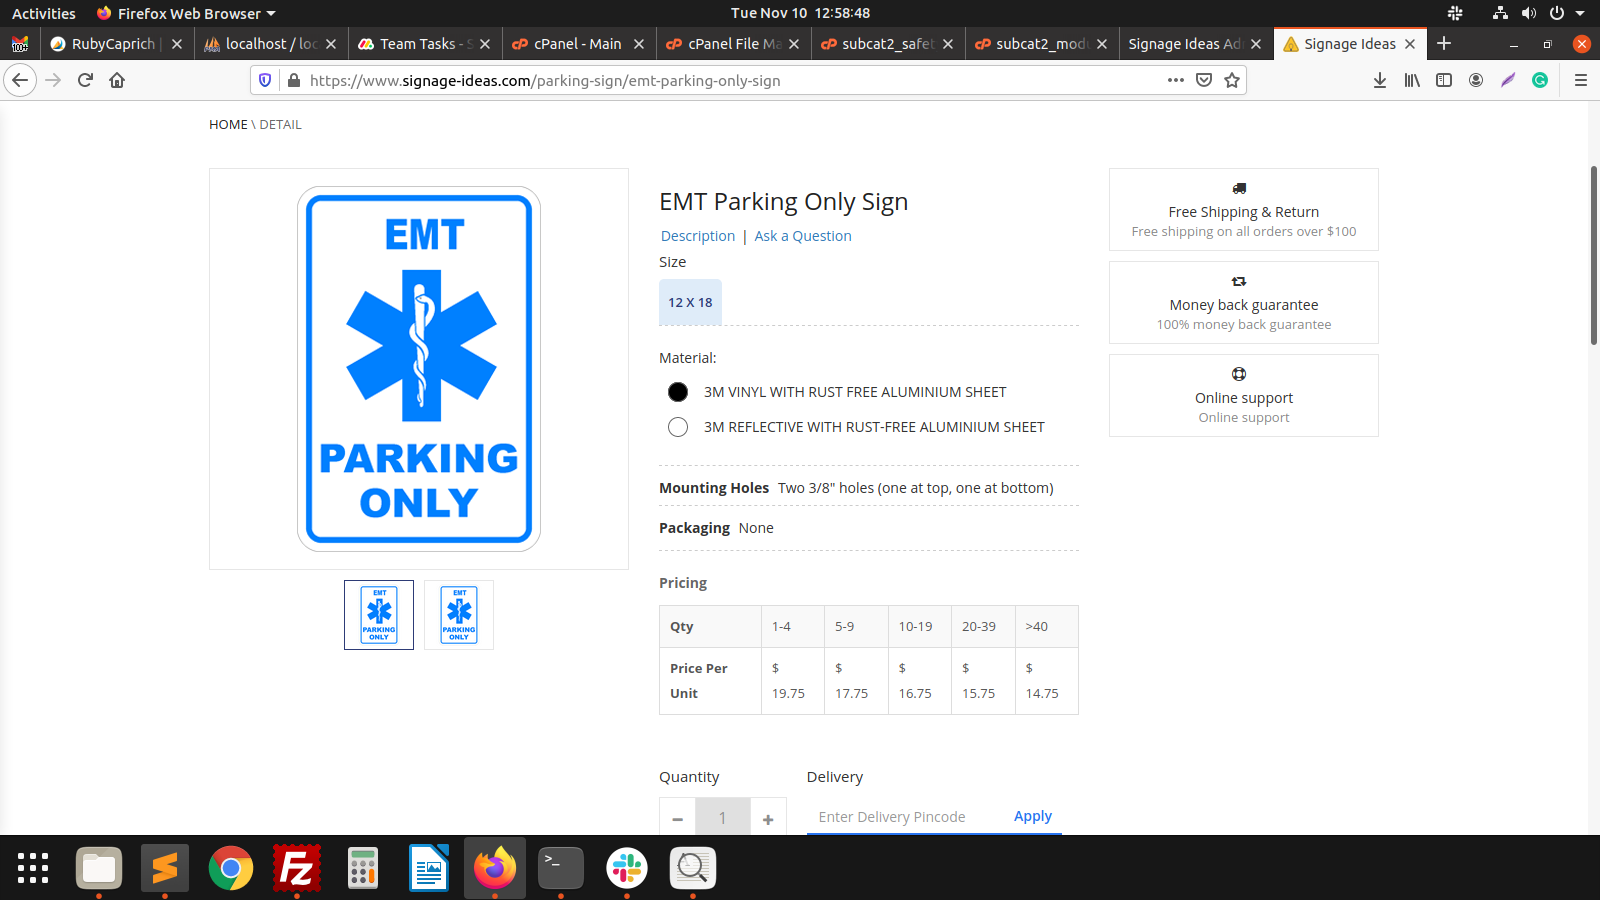 Activities
Firefox Web Browser
Tue Nov 10 12:58:48
100+
RubyCaprich |
localhost / loc
Team Tasks - S
cPanel - Main
cPanel File Ma
subcat2_safet
subcat2_modu
Signage Ideas Ad
Signage Ideas
https://www.signage-ideas.com/parking-sign/emt-parking-only-sign
HOME \ DETAIL
EMT
PARKING
ONLY
EMT
PARKING
ONLY
EMT
PARKING
ONLY
EMT Parking Only Sign
Description | Ask a Question
Size
12 X 18
Material:
3M VINYL WITH RUST FREE ALUMINIUM SHEET
3M REFLECTIVE WITH RUST-FREE ALUMINIUM SHEET
Mounting Holes Two 3/8" holes (one at top, one at bottom)
Packaging None
Pricing
Qty 1-4 5-9 10-19 20-39 >40
Price Per Unit $ 19.75 $ 17.75 $ 16.75 $ 15.75 $ 14.75
Quantity
− 1 +
Delivery
Enter Delivery Pincode Apply
Free Shipping & Return
Free shipping on all orders over $100
Money back guarantee
100% money back guarantee
Online support
Online support